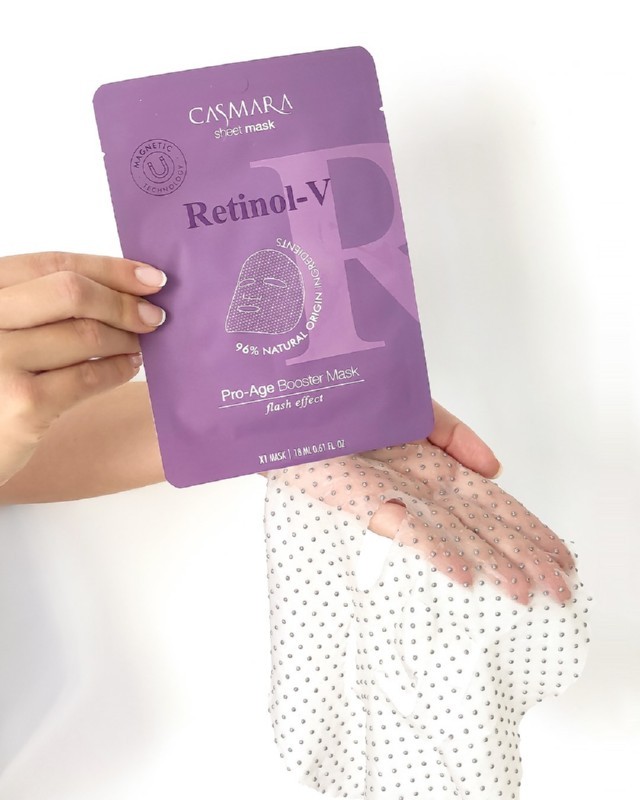 CASMARA
sheet mask
MAGNETIC
TECHNOLOGY
Retinol-V
R
96% NATURAL ORIGIN INGREDIENTS
Pro-Age Booster Mask
flash effect
X1 MASK | 18 ML 0.61 FL OZ